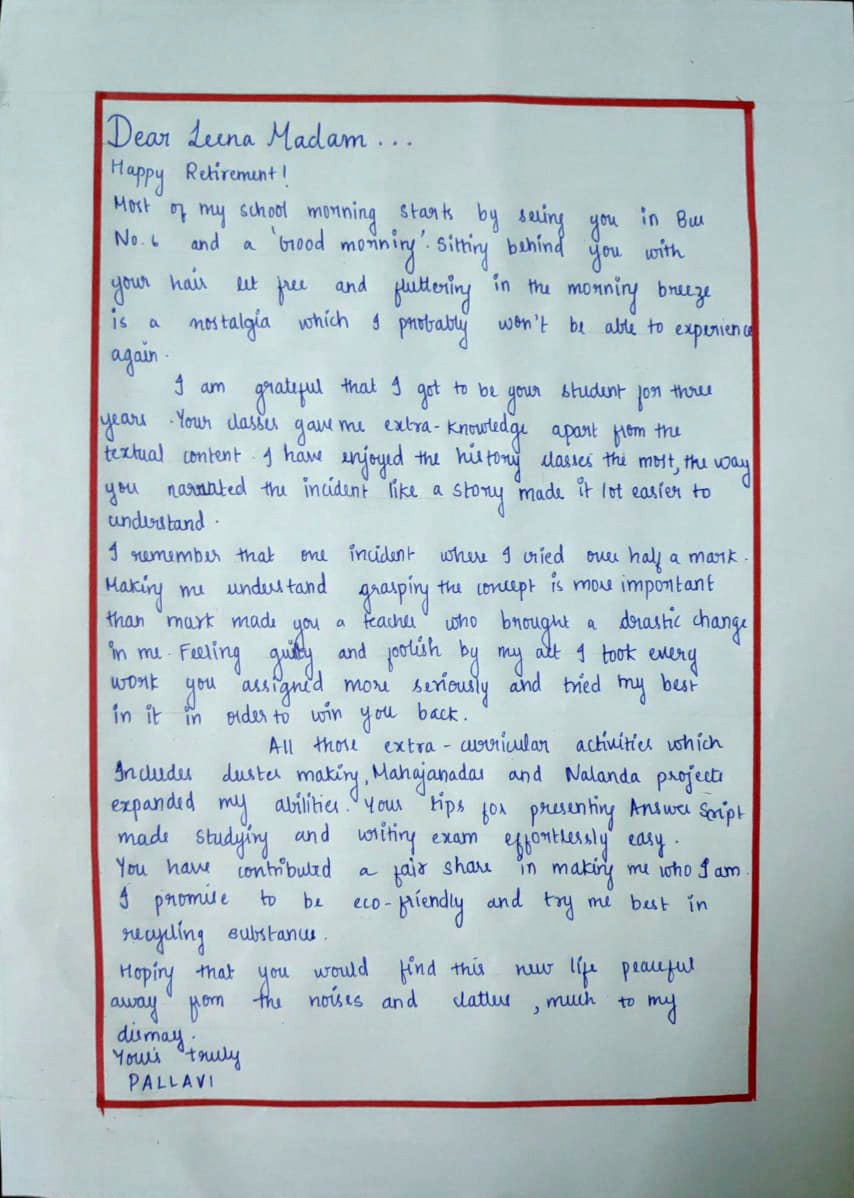 Dear Leena Madam...
Happy Retirement!
Most of my school morning starts by seeing you in Bus
No.6 and a 'Good morning'. Sitting behind you with
your hair let free and fluttering in the morning breeze
is a nostalgia which I probably won't be able to experience
again.
I am grateful that I got to be your student for three
years. Your classes gave me extra-knowledge apart from the
textual content. I have enjoyed the history classes the most, the way
you narrated the incident like a story made it lot easier to
understand.
I remember that one incident where I cried over half a mark.
Making me understand grasping the concept is more important
than mark made you a teacher who brought a drastic change
in me. Feeling guilty and foolish by my act I took every
work you assigned more seriously and tried my best
in it in order to win you back.
All those extra-curricular activities which
Includes duster making, Mahajanadas and Nalanda projects
expanded my abilities. Your tips for presenting Answer Script
made studying and writing exam effortlessly easy.
You have contributed a fair share in making me who I am.
I promise to be eco-friendly and try me best in
recycling substances.
Hoping that you would find this new life peaceful
away from the noises and clatters, much to my
dismay.
Yours truly
PALLAVI